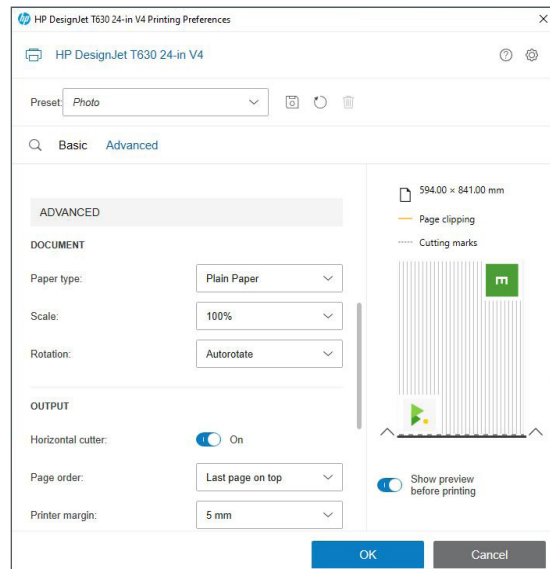 HP DesignJet T630 24-in V4 Printing Preferences
HP DesignJet T630 24-in V4
Preset: Photo
Basic Advanced
ADVANCED
DOCUMENT
Paper type: Plain Paper
Scale: 100%
Rotation: Autorotate
OUTPUT
Horizontal cutter: On
Page order: Last page on top
Printer margin: 5 mm
594.00 × 841.00 mm
Page clipping
Cutting marks
Show preview
before printing
OK Cancel